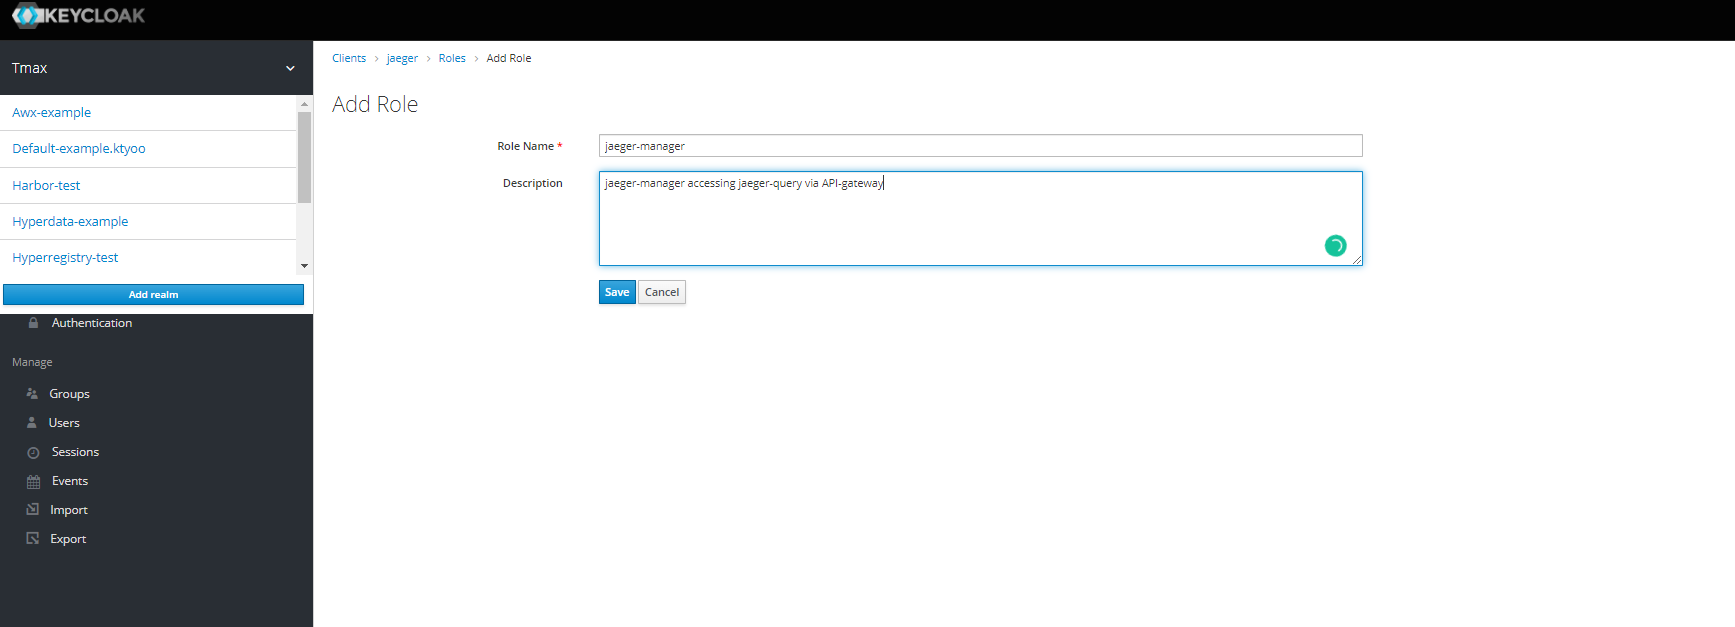 KEYCLOAK
Tmax
Awx-example
Default-example.ktyoo
Harbor-test
Hyperdata-example
Hyperregistry-test
Add realm
Authentication
Manage
Groups
Users
Sessions
Events
Import
Export
Clients > jaeger > Roles > Add Role
Add Role
Role Name * jaeger-manager
Description jaeger-manager accessing jaeger-query via API-gateway
Save Cancel